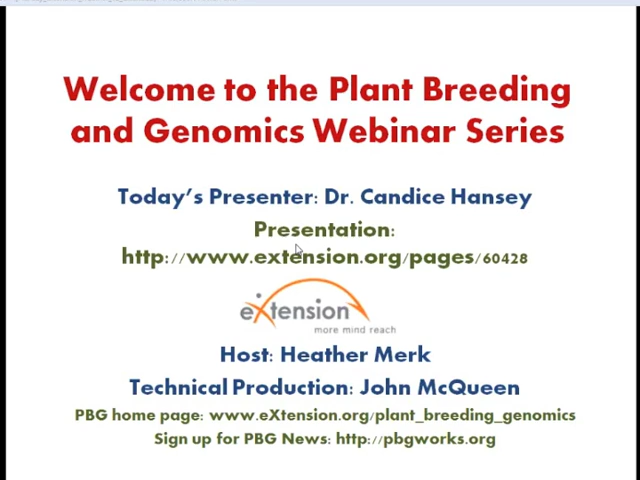 Welcome to the Plant Breeding
and Genomics Webinar Series
Today's Presenter: Dr. Candice Hansey
Presentation:
http://www.extension.org/pages/60428
eXtension
more mind reach
Host: Heather Merk
Technical Production: John McQueen
PBG home page: www.eXtension.org/plant_breeding_genomics
Sign up for PBG News: http://pbgworks.org